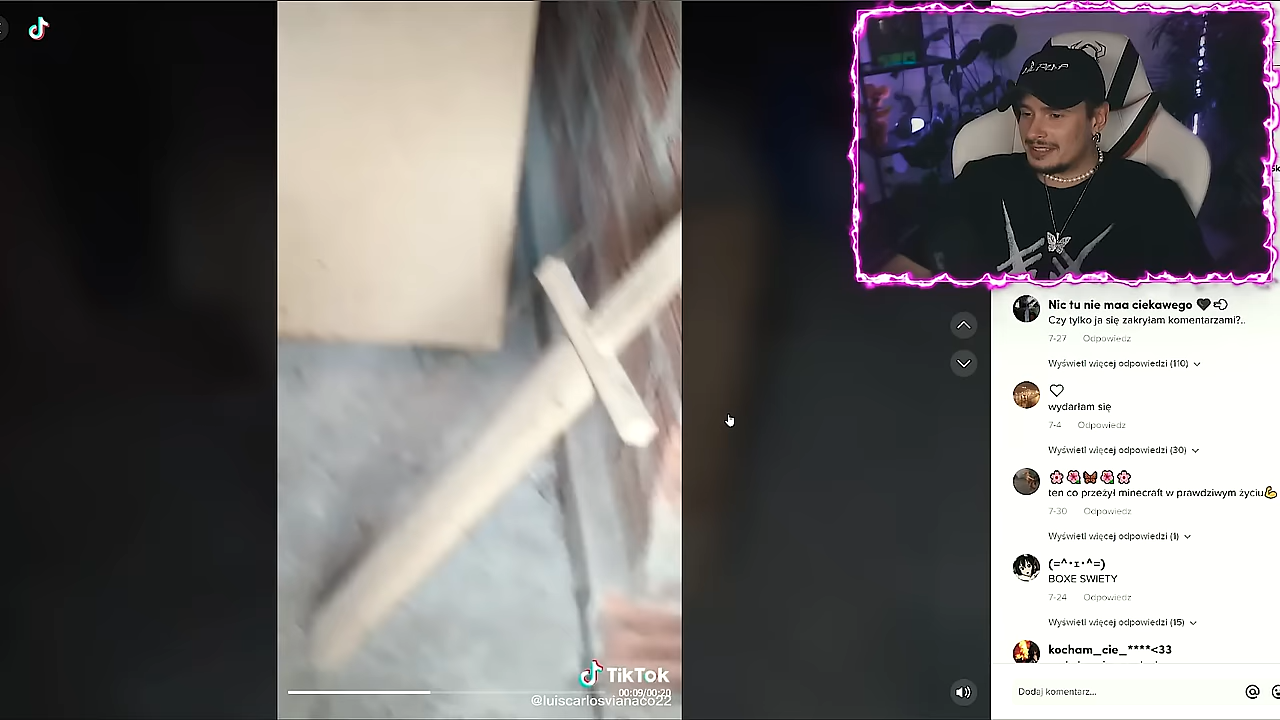 Nic tu nie maa ciekawego
Czy tylko ja się zakryłam komentarzami?..
7-27 Odpowiedz
Wyświetl więcej odpowiedzi (110)
wydarłam się
7-4 Odpowiedz
Wyświetl więcej odpowiedzi (30)
ten co przeżył minecraft w prawdziwym życiu
7-30 Odpowiedz
Wyświetl więcej odpowiedzi (1)
(=^･ｪ･^=)
BOXE SWIETY
7-24 Odpowiedz
Wyświetl więcej odpowiedzi (15)
kocham_cie_****<33
Dodaj komentarz...
TikTok
00:09/00:20
@luiscarlosvianaco22